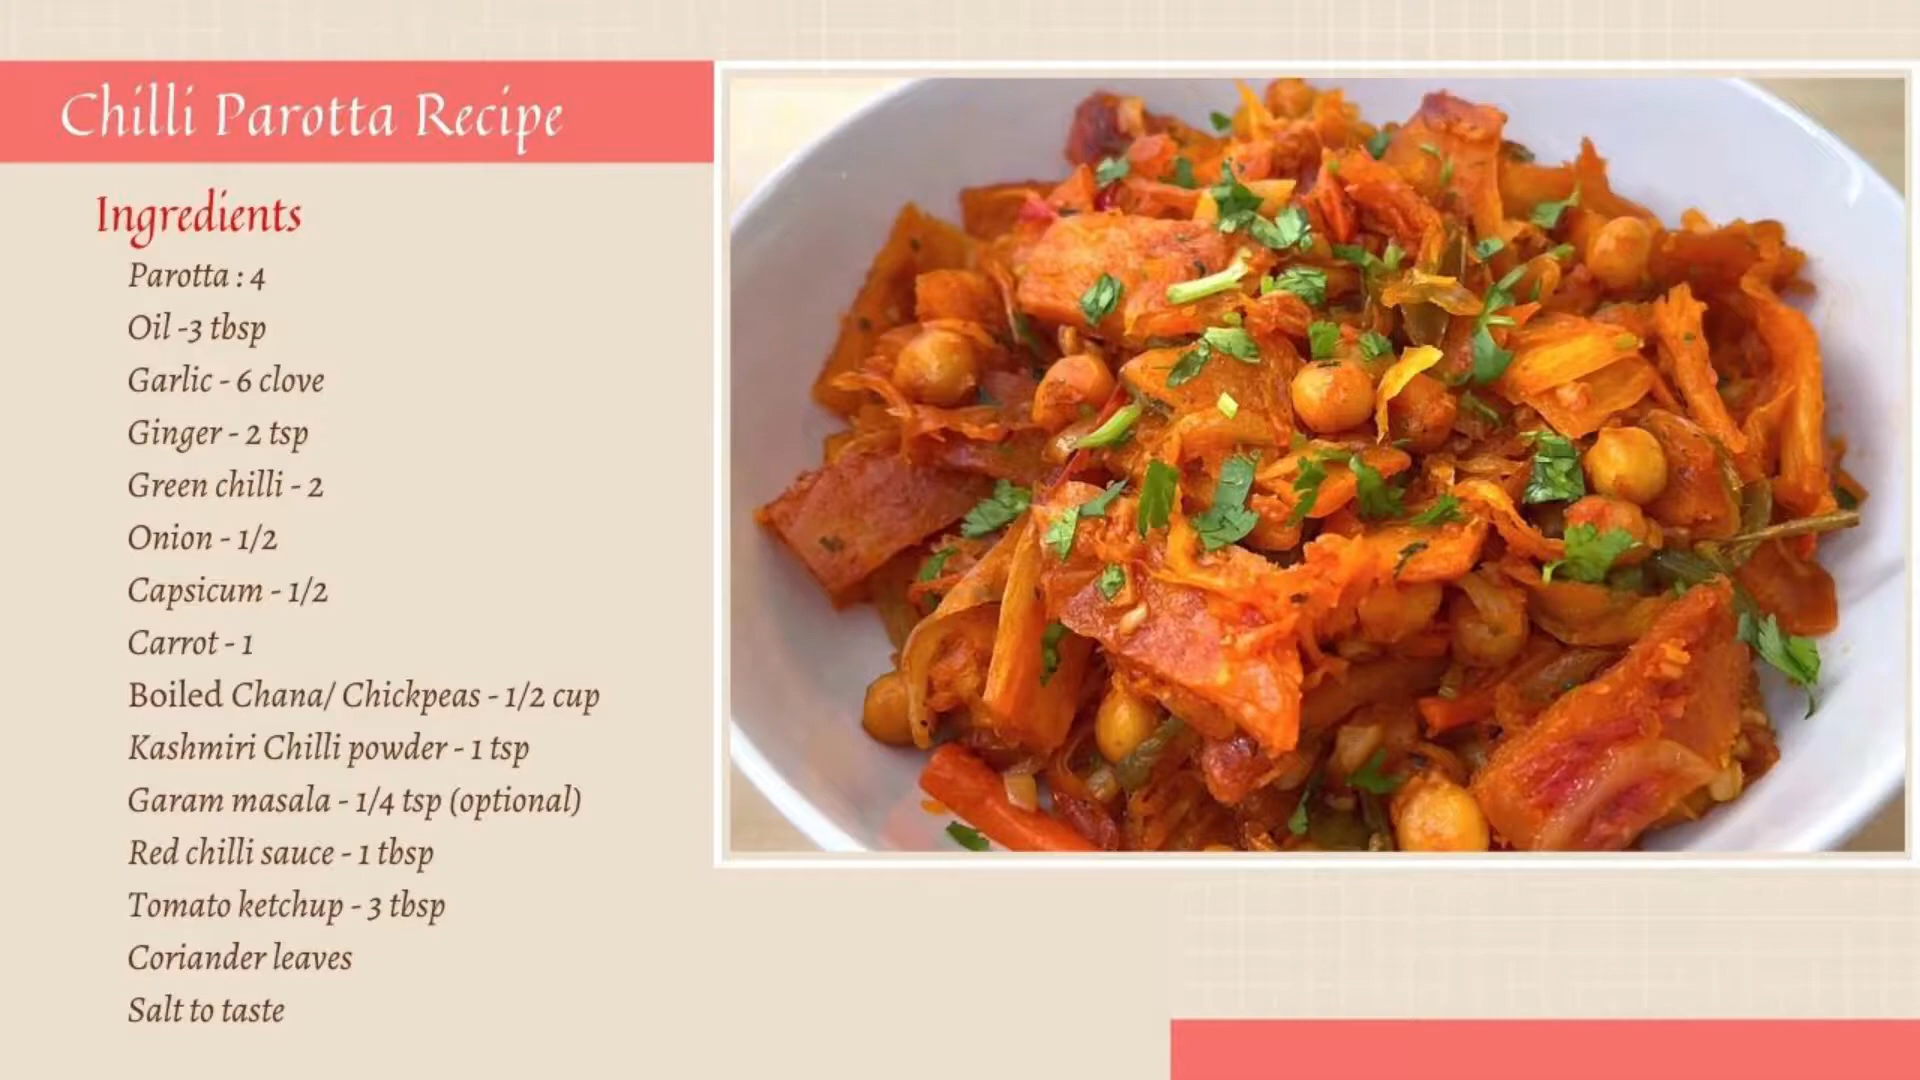 Chilli Parotta Recipe
Ingredients
Parotta : 4
Oil -3 tbsp
Garlic - 6 clove
Ginger - 2 tsp
Green chilli - 2
Onion - 1/2
Capsicum - 1/2
Carrot - 1
Boiled Chana/ Chickpeas - 1/2 cup
Kashmiri Chilli powder - 1 tsp
Garam masala - 1/4 tsp (optional)
Red chilli sauce - 1 tbsp
Tomato ketchup - 3 tbsp
Coriander leaves
Salt to taste